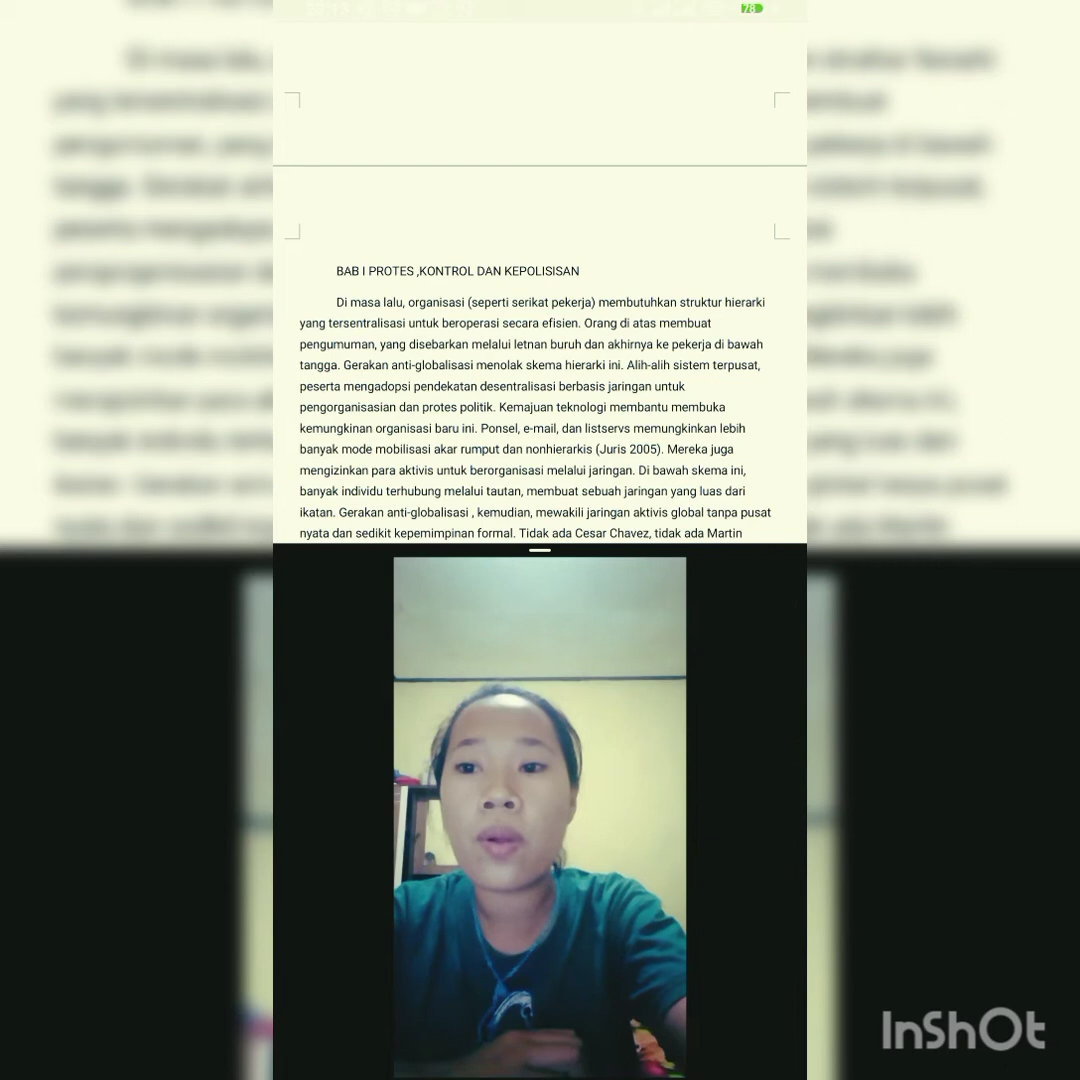 78
BAB I PROTES ,KONTROL DAN KEPOLISISAN
Di masa lalu, organisasi (seperti serikat pekerja) membutuhkan struktur hierarki
yang tersentralisasi untuk beroperasi secara efisien. Orang di atas membuat
pengumuman, yang disebarkan melalui letnan buruh dan akhirnya ke pekerja di bawah
tangga. Gerakan anti-globalisasi menolak skema hierarki ini. Alih-alih sistem terpusat,
peserta mengadopsi pendekatan desentralisasi berbasis jaringan untuk
pengorganisasian dan protes politik. Kemajuan teknologi membantu membuka
kemungkinan organisasi baru ini. Ponsel, e-mail, dan listservs memungkinkan lebih
banyak mode mobilisasi akar rumput dan nonhierarkis (Juris 2005). Mereka juga
mengizinkan para aktivis untuk berorganisasi melalui jaringan. Di bawah skema ini,
banyak individu terhubung melalui tautan, membuat sebuah jaringan yang luas dari
ikatan. Gerakan anti-globalisasi , kemudian, mewakili jaringan aktivis global tanpa pusat
nyata dan sedikit kepemimpinan formal. Tidak ada Cesar Chavez, tidak ada Martin
InShOt